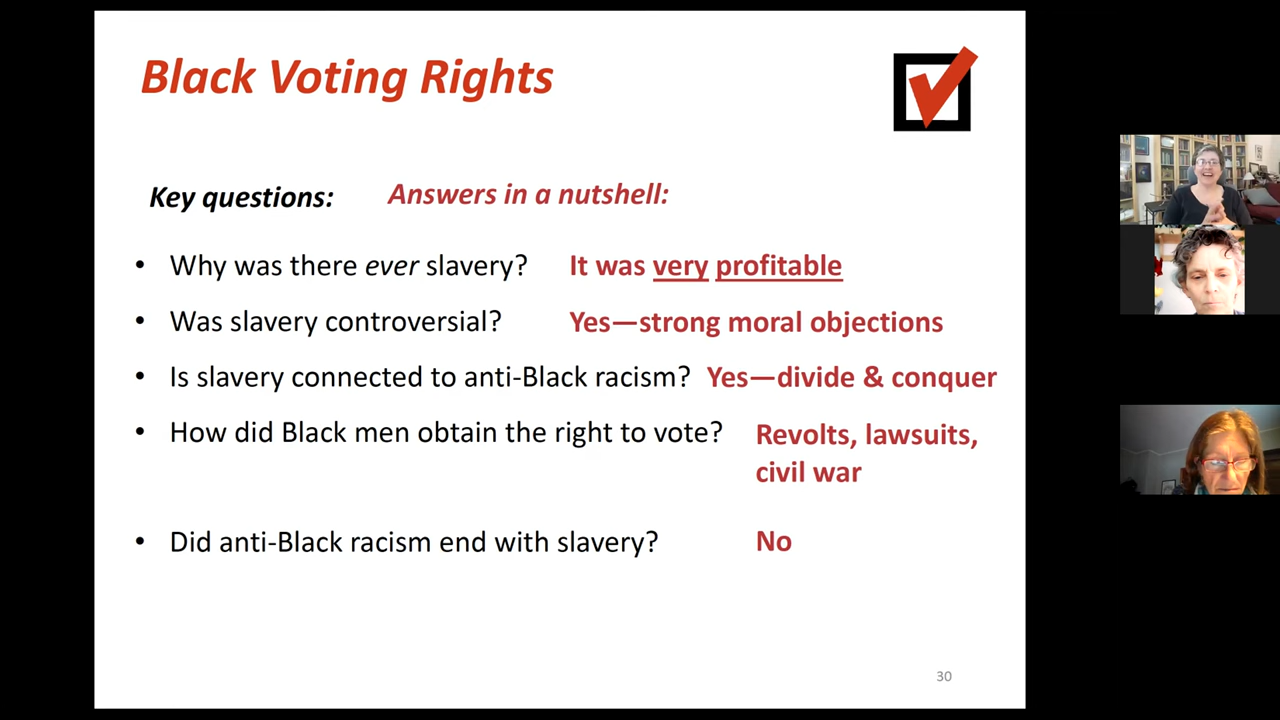 Black Voting Rights
Key questions: Answers in a nutshell:
• Why was there ever slavery? It was very profitable
• Was slavery controversial? Yes—strong moral objections
• Is slavery connected to anti-Black racism? Yes—divide & conquer
• How did Black men obtain the right to vote? Revolts, lawsuits,
civil war
• Did anti-Black racism end with slavery? No
30